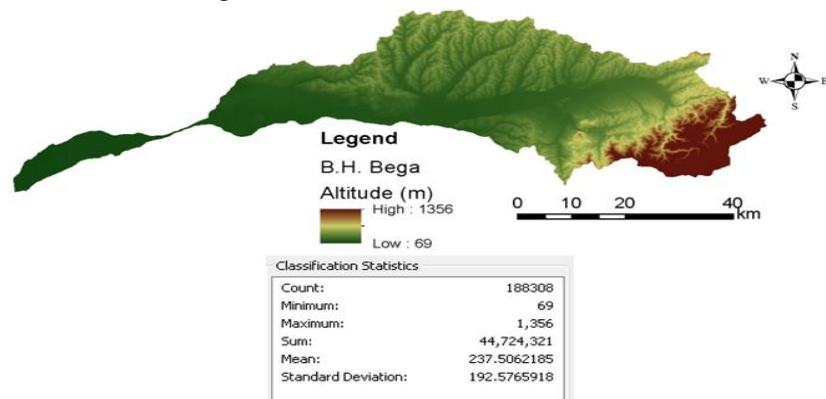 N
W E
S
Legend
B.H. Bega
Altitude (m)
High : 1356
Low : 69
0 10 20 40
km
Classification Statistics
Count: 188308
Minimum: 69
Maximum: 1,356
Sum: 44,724,321
Mean: 237.5062185
Standard Deviation: 192.5765918